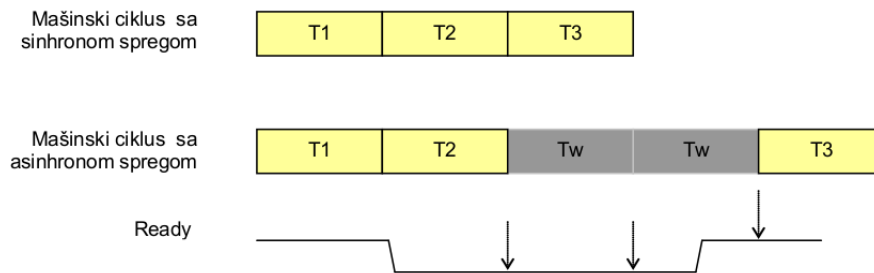 Mašinski ciklus sa
sinhronom spregom
T1 T2 T3
Mašinski ciklus sa
asinhronom spregom
T1 T2 Tw Tw T3
Ready